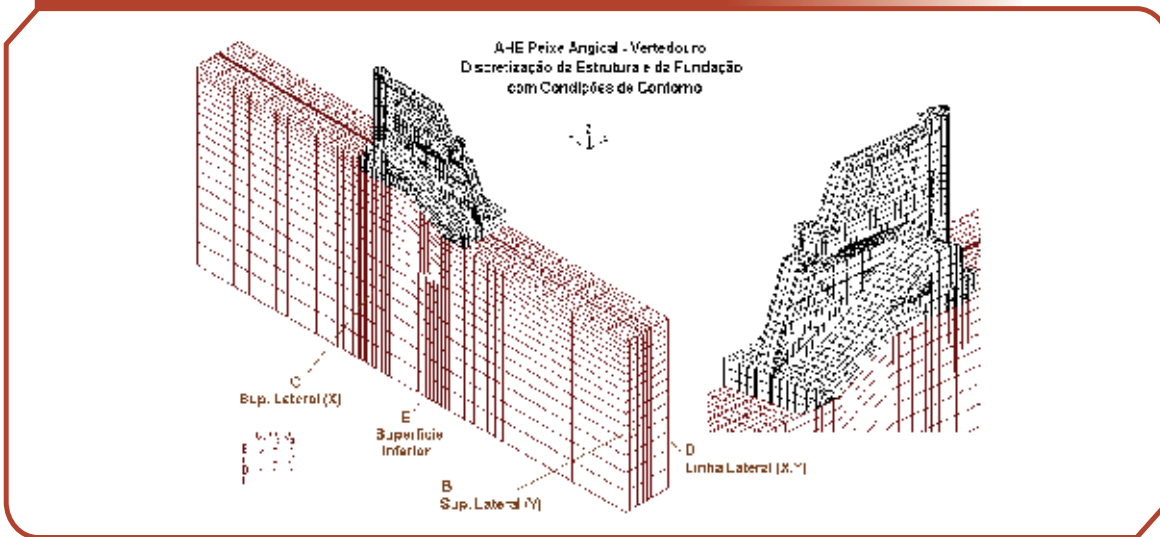 AHE Peixe Angical - Vertedouro
Discretização da Estrutura e da Fundação
com Condições de Contorno
C
Sup. Lateral (X)
E
Superfície
Inferior
B
Sup. Lateral (Y)
D
Linha Lateral (X,Y)